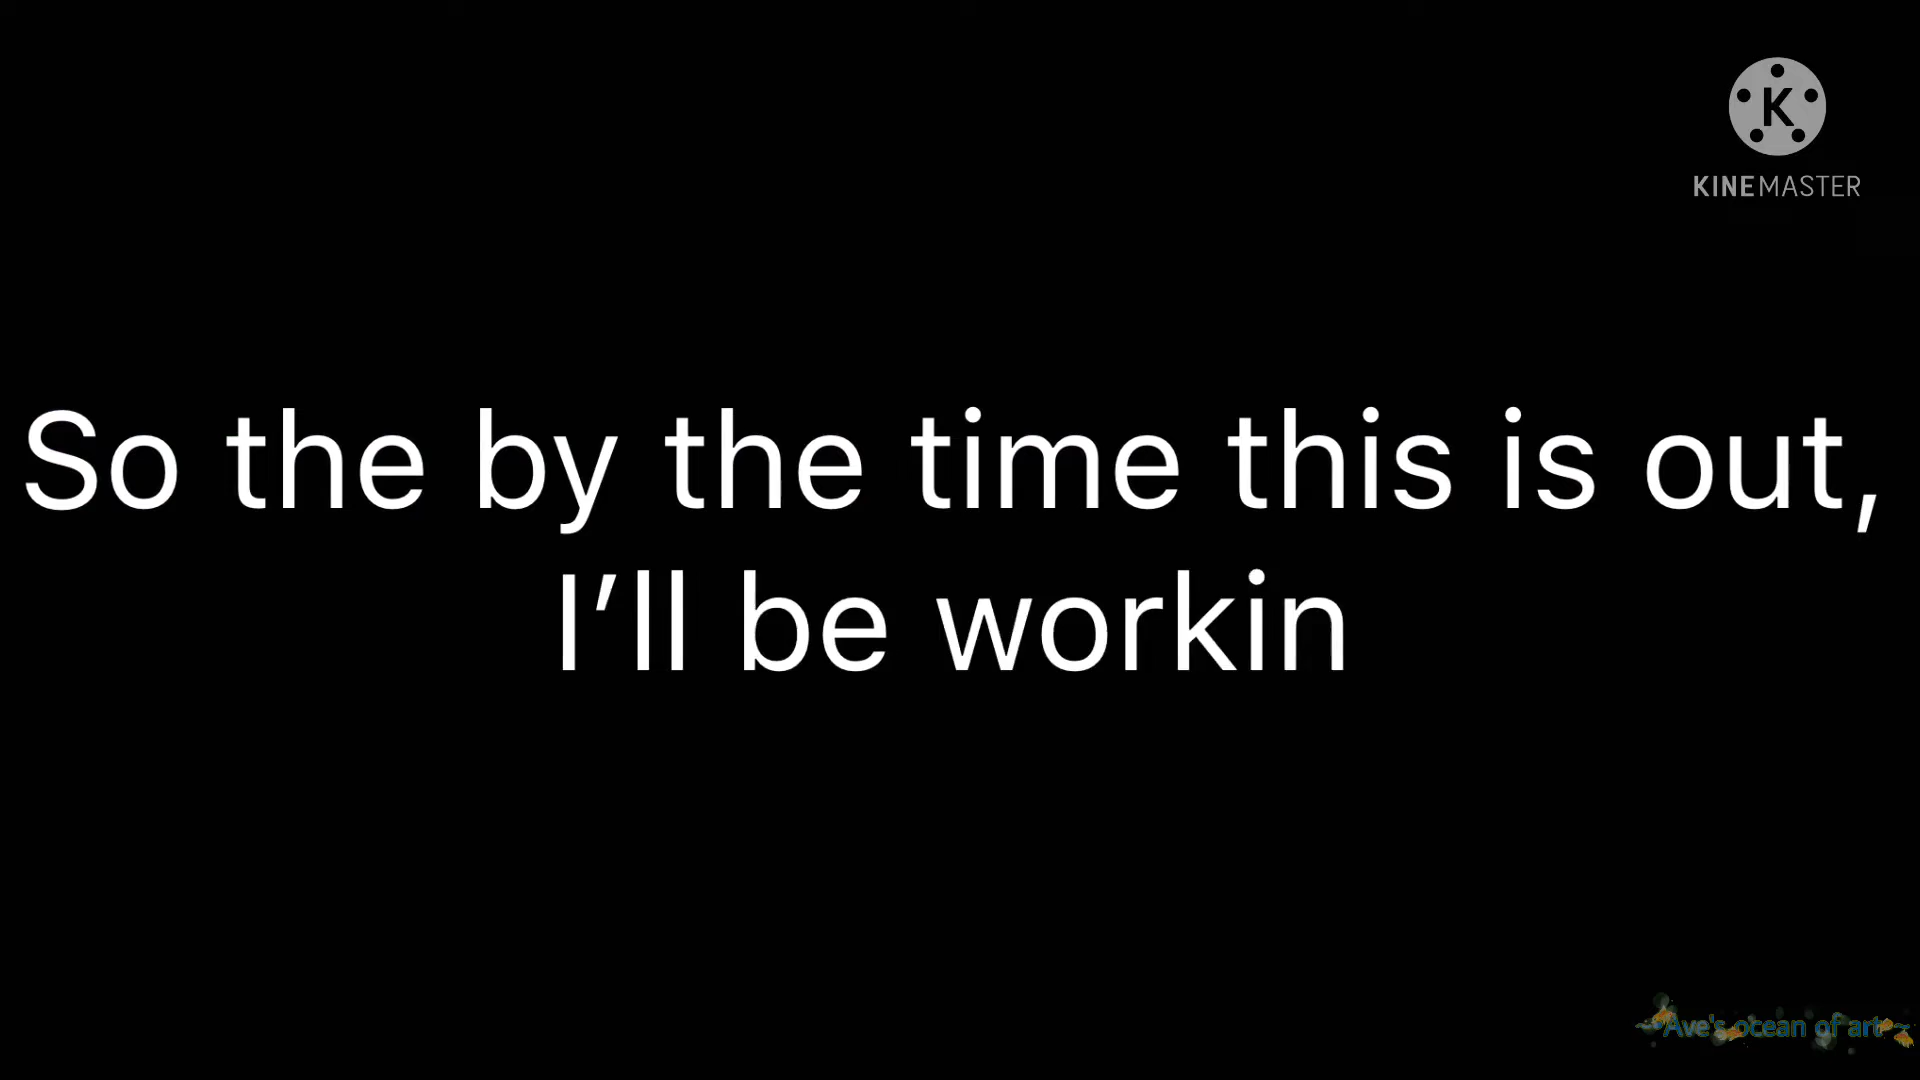 K
KINEMASTER
So the by the time this is out,
I’ll be workin
~Ave's ocean of art~